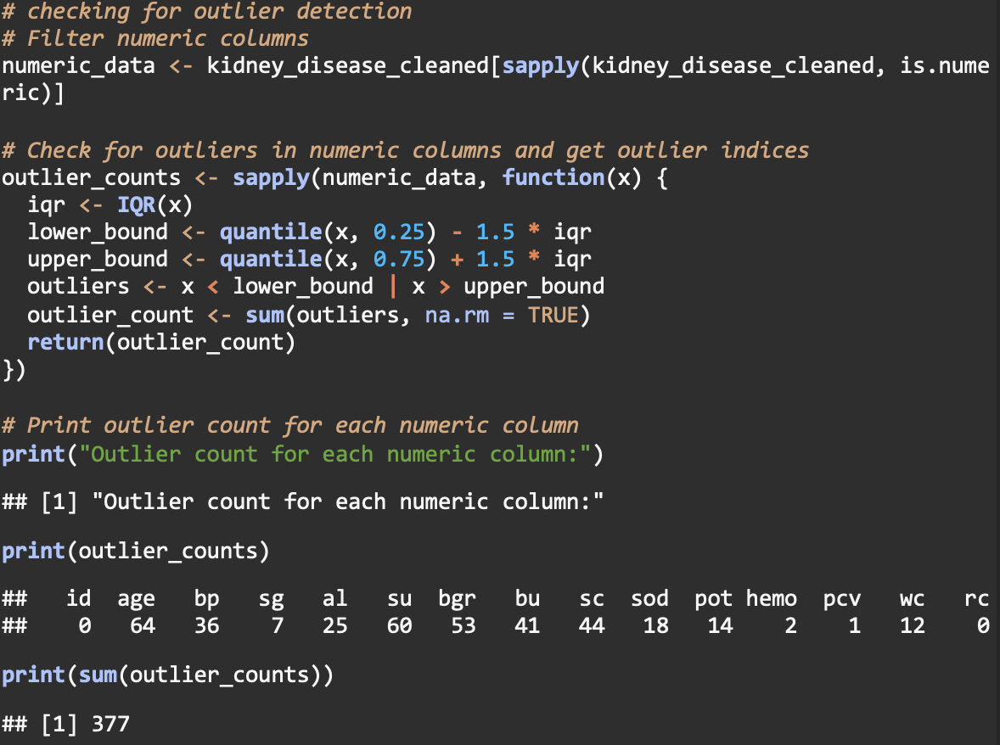 # checking for outlier detection
# Filter numeric columns
numeric_data <- kidney_disease_cleaned[sapply(kidney_disease_cleaned, is.nume
ric)]
# Check for outliers in numeric columns and get outlier indices
outlier_counts <- sapply(numeric_data, function(x) {
  iqr <- IQR(x)
  lower_bound <- quantile(x, 0.25) - 1.5 * iqr
  upper_bound <- quantile(x, 0.75) + 1.5 * iqr
  outliers <- x < lower_bound | x > upper_bound
  outlier_count <- sum(outliers, na.rm = TRUE)
  return(outlier_count)
})
# Print outlier count for each numeric column
print("Outlier count for each numeric column:")
## [1] "Outlier count for each numeric column:"
print(outlier_counts)
##   id  age   bp   sg   al   su  bgr   bu   sc  sod  pot hemo  pcv   wc   rc
##    0   64   36    7   25   60   53   41   44   18   14    2    1   12    0
print(sum(outlier_counts))
## [1] 377